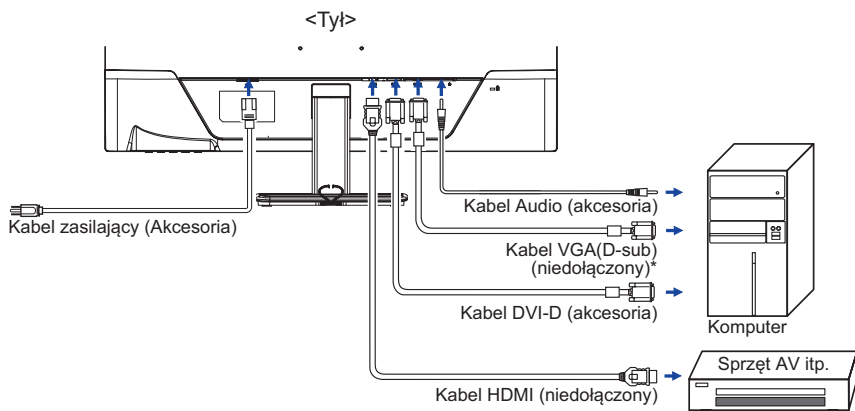 <Tył>
Kabel zasilający (Akcesoria)
Kabel Audio (akcesoria)
Kabel VGA(D-sub)
(niedołączony)*
Kabel DVI-D (akcesoria)
Komputer
Sprzęt AV itp.
Kabel HDMI (niedołączony)